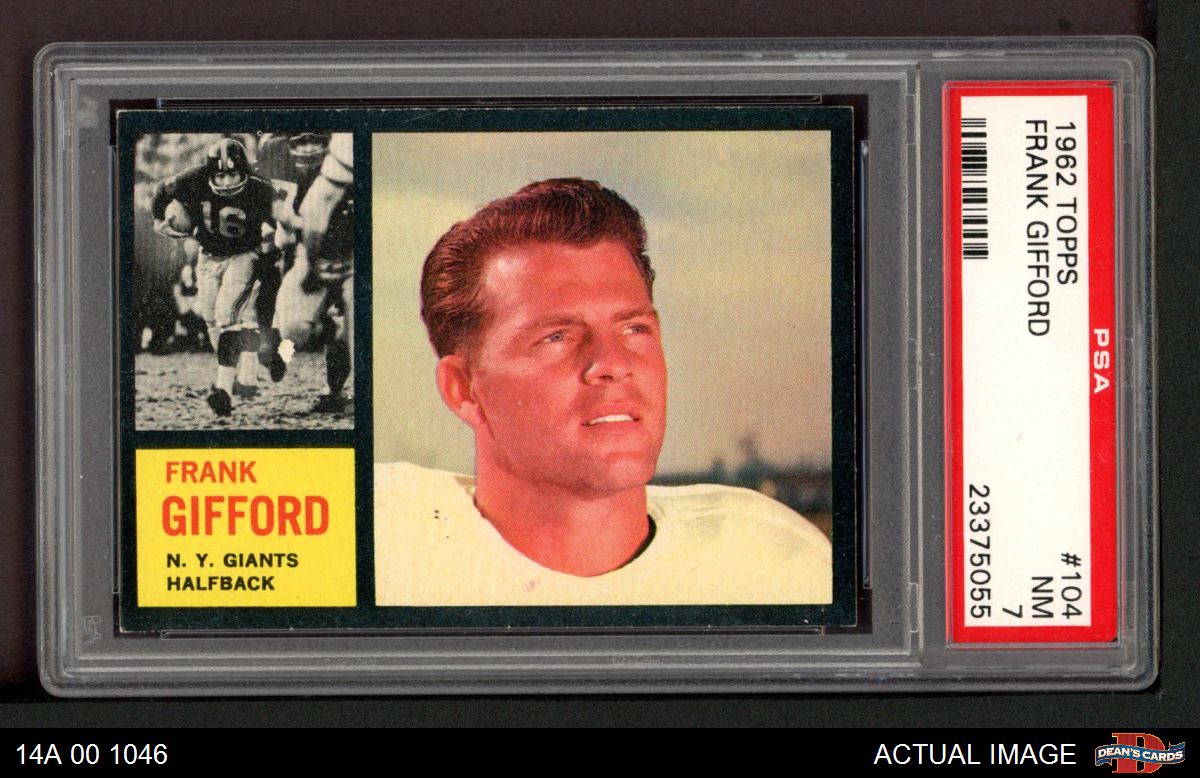 16
FRANK
GIFFORD
N. Y. GIANTS
HALFBACK
1962 TOPPS
FRANK GIFFORD
#104
NM
7
23375055
PSA
14A 00 1046
ACTUAL IMAGE
D
DEAN'S CARDS